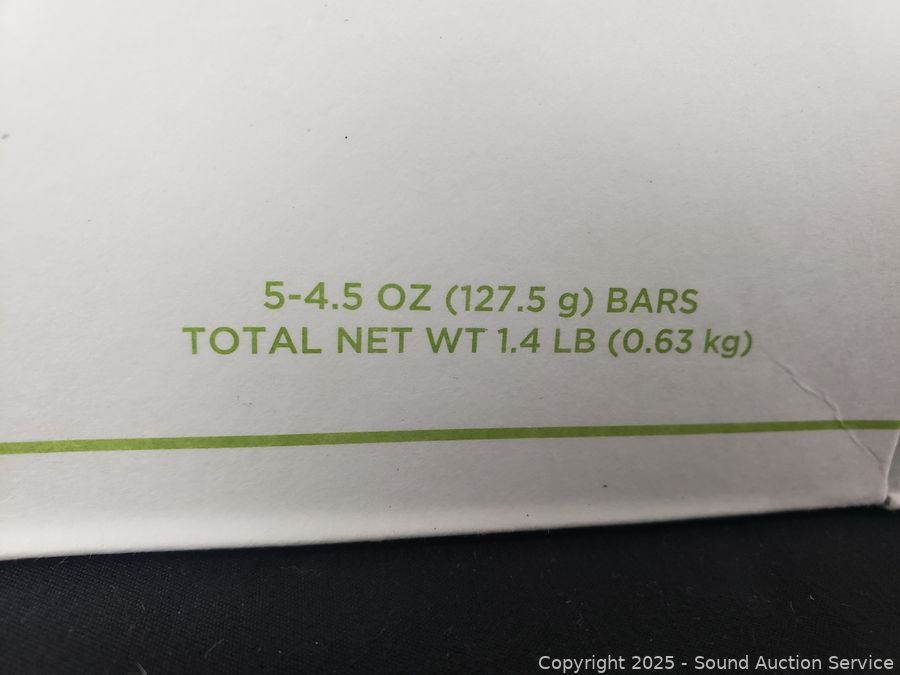 5-4.5 OZ (127.5 g) BARS
TOTAL NET WT 1.4 LB (0.63 kg)
Copyright 2025 - Sound Auction Service